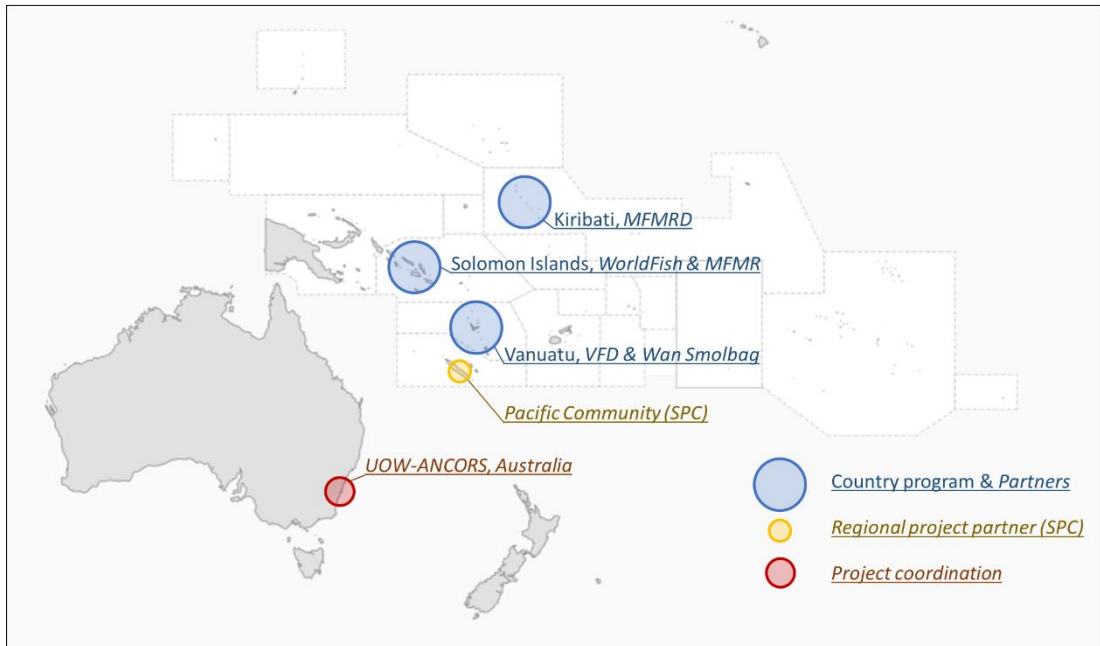 Kiribati, MFMRD
Solomon Islands, WorldFish & MFMR
Vanuatu, VFD & Wan Smolbag
Pacific Community (SPC)
UOW-ANCORS, Australia
Country program & Partners
Regional project partner (SPC)
Project coordination